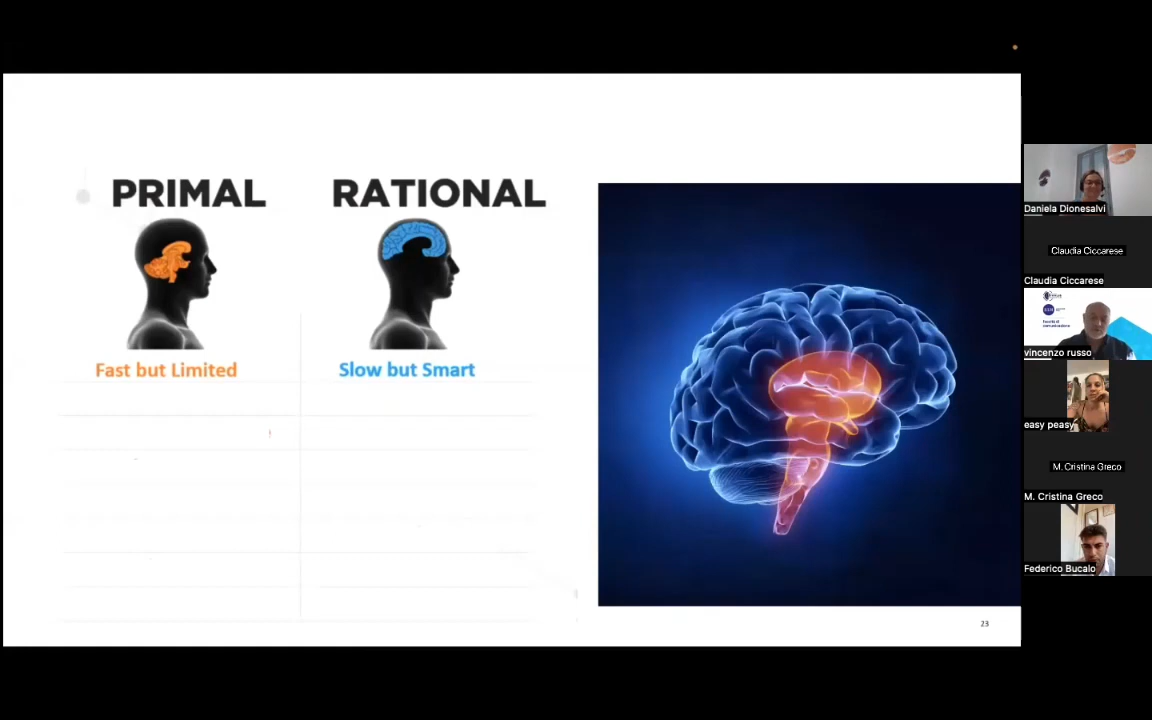 PRIMAL RATIONAL
Fast but Limited Slow but Smart
23
Daniela Dionesalvi
Claudia Ciccarese
Claudia Ciccarese
vincenzo russo
easy peasy
M. Cristina Greco
M. Cristina Greco
Federico Bucalo